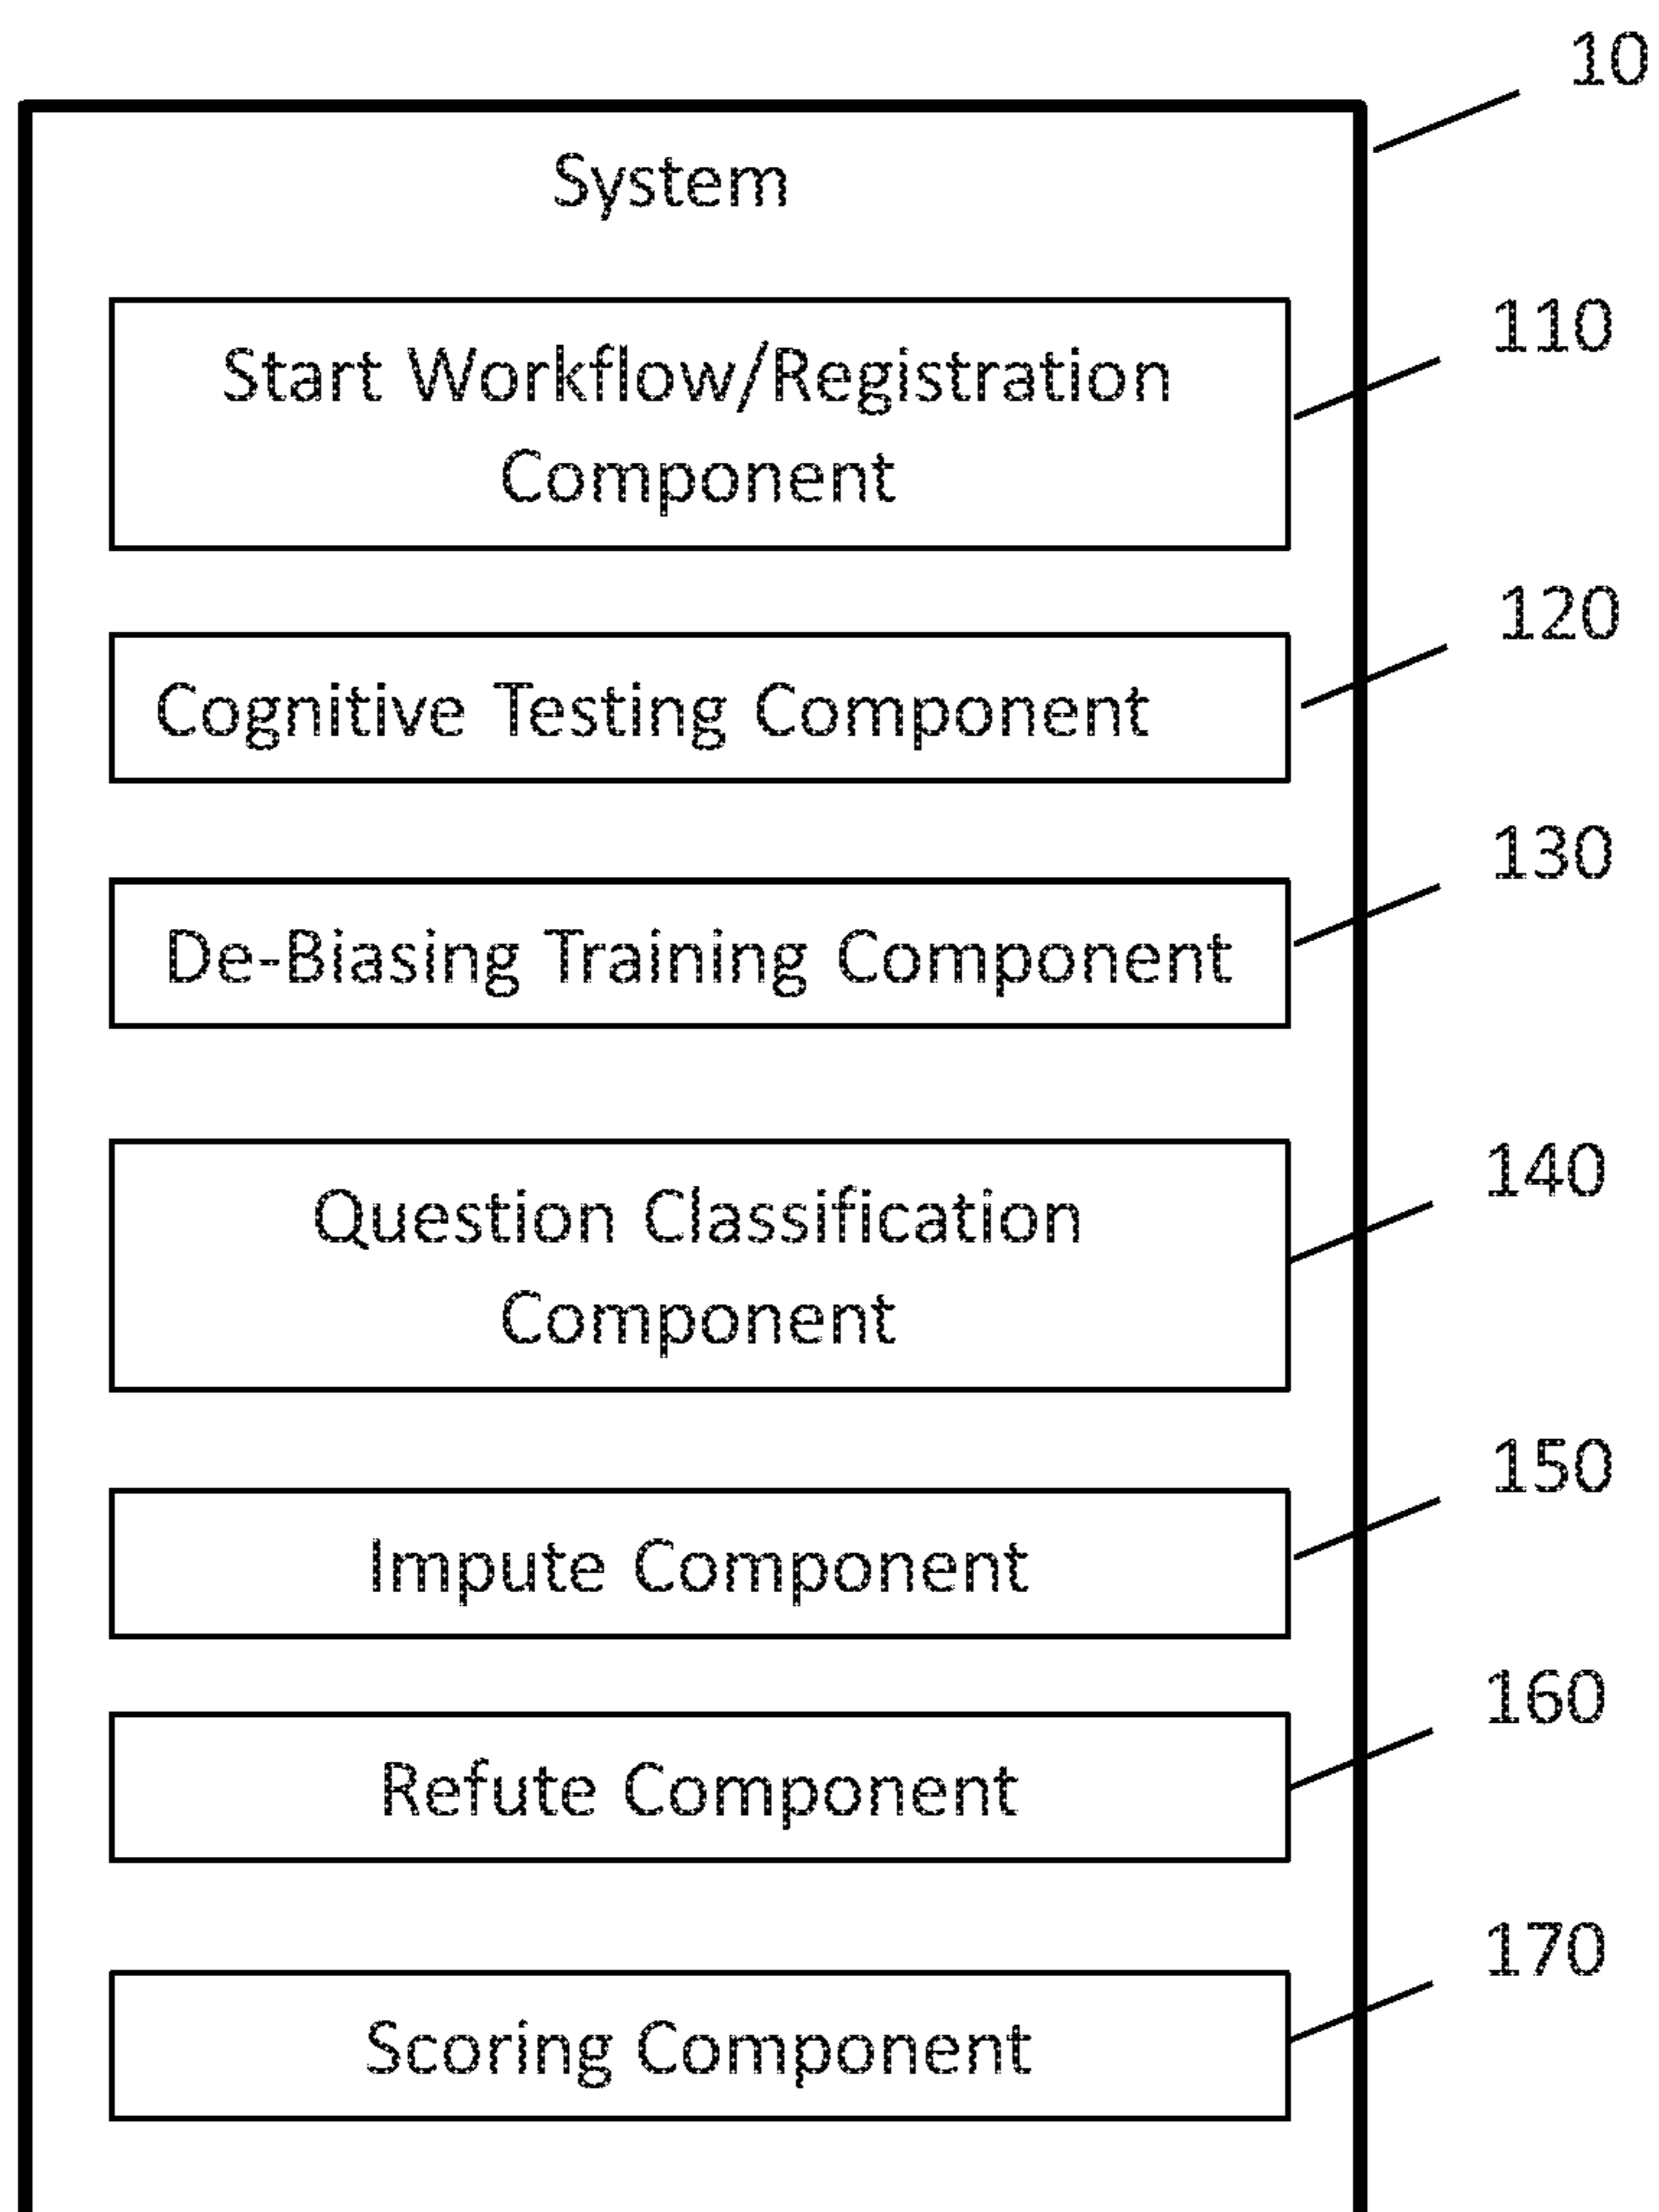 10
System
110
Start Workflow/Registration
Component
120
Cognitive Testing Component
130
De-Biasing Training Component
140
Question Classification
Component
150
Impute Component
160
Refute Component
170
Scoring Component